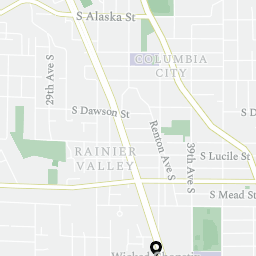 S Alaska St
COLUMBIA
CITY
29th Ave S
S Dawson St
S D
Renton Ave S
39th Ave S
RAINIER
VALLEY
S Lucile St
S Mead St